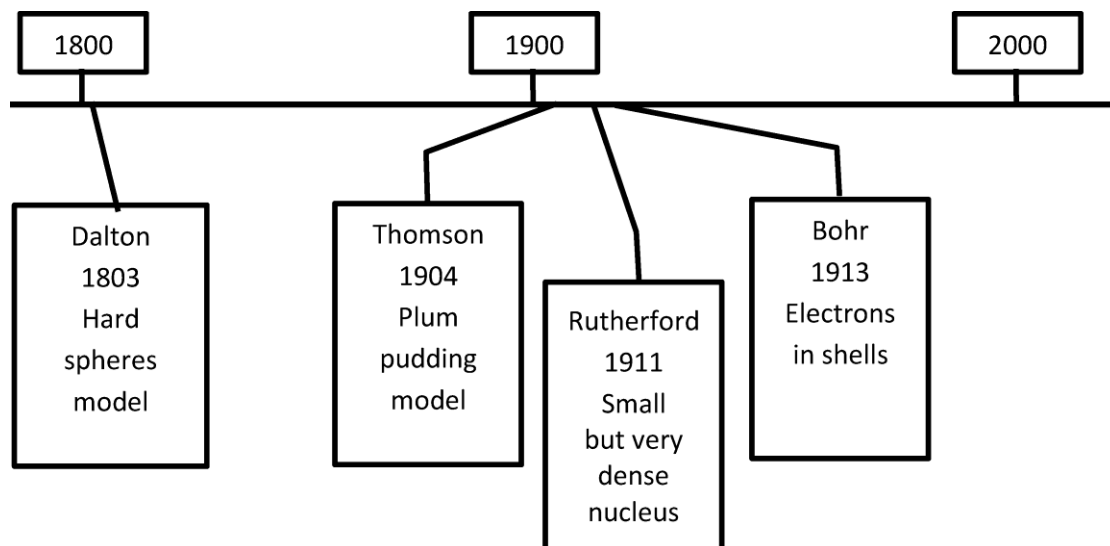 1800
1900
2000
Dalton
1803
Hard
spheres
model
Thomson
1904
Plum
pudding
model
Rutherford
1911
Small
but very
dense
nucleus
Bohr
1913
Electrons
in shells